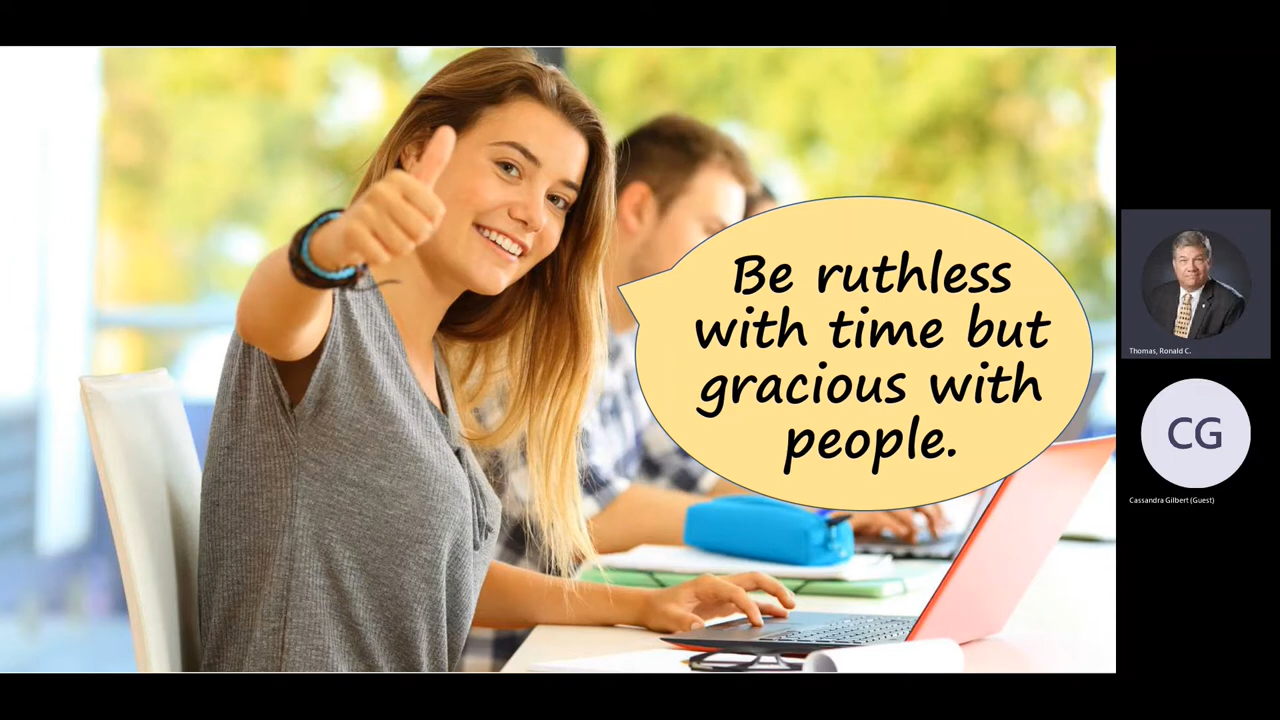 Be ruthless
with time but
gracious with
people.
Thomas, Ronald C.
CG
Cassandra Gilbert (Guest)